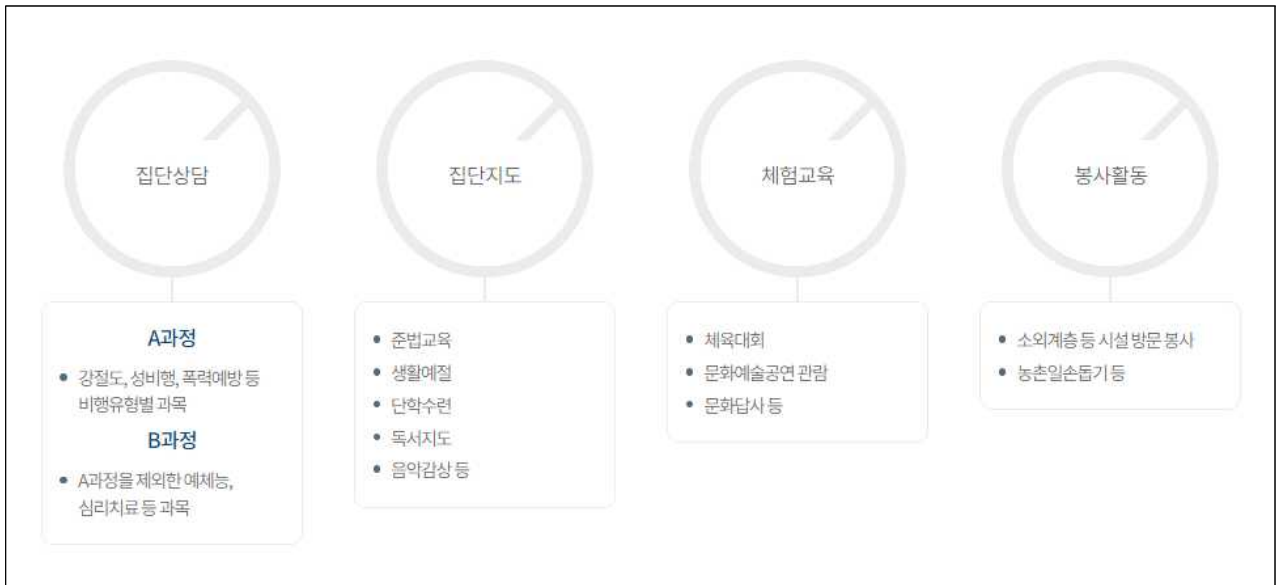 집단상담
A과정
강절도, 성비행, 폭력예방 등
비행유형별 과목
B과정
A과정을 제외한 예체능,
심리치료 등 과목
집단지도
준법교육
생활예절
단학수련
독서지도
음악감상 등
체험교육
체육대회
문화예술공연 관람
문화답사 등
봉사활동
소외계층 등 시설 방문 봉사
농촌일손돕기 등